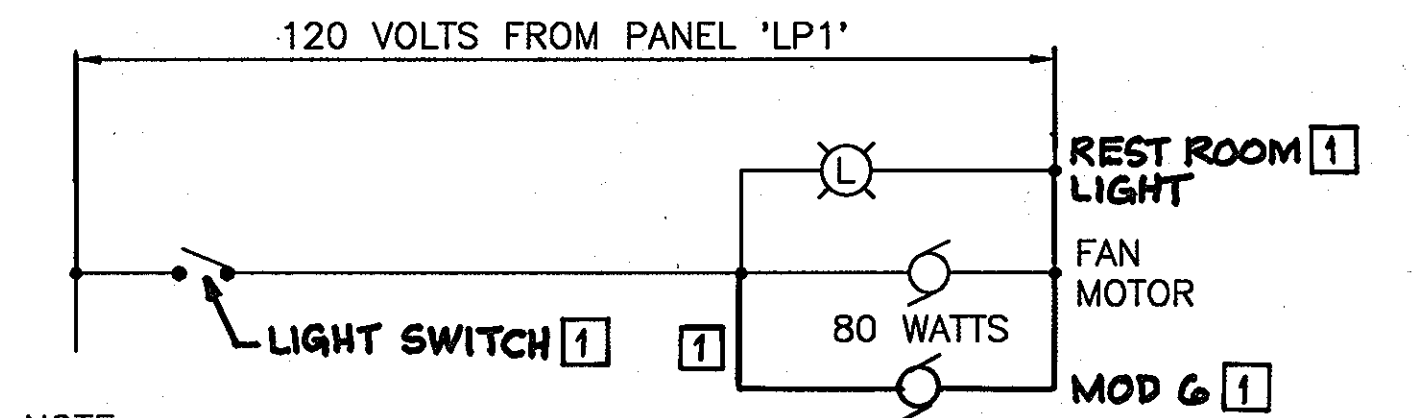 120 VOLTS FROM PANEL 'LP1'
L
REST ROOM 1
LIGHT
FAN
MOTOR
LIGHT SWITCH 1
1
80 WATTS
MOD 6 1
NOTE